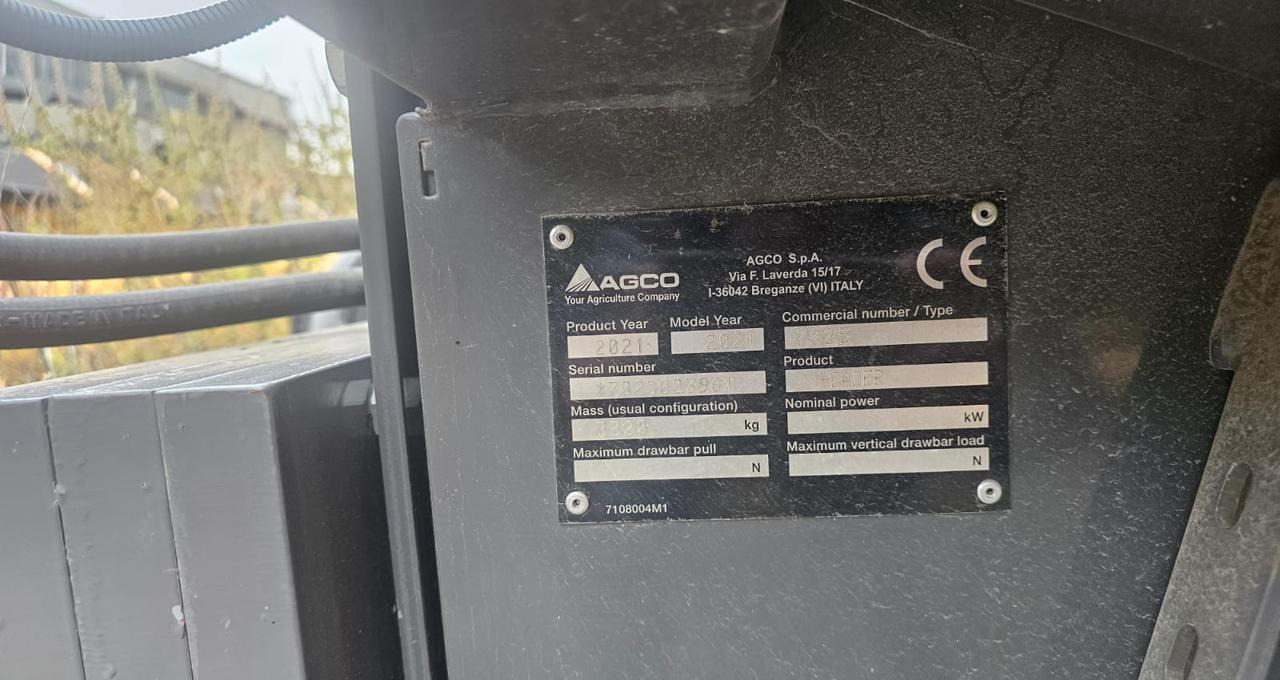 AGCO
Your Agriculture Company
AGCO S.p.A.
Via F. Laverda 15/17
I-36042 Breganze (VI) ITALY
CE
Product Year
2021
Model Year
2021
Commercial number / Type
Serial number
Product
HEADER
Mass (usual configuration)
kg
Nominal power
kW
Maximum drawbar pull
N
Maximum vertical drawbar load
N
7108004M1
MADE IN ITALY